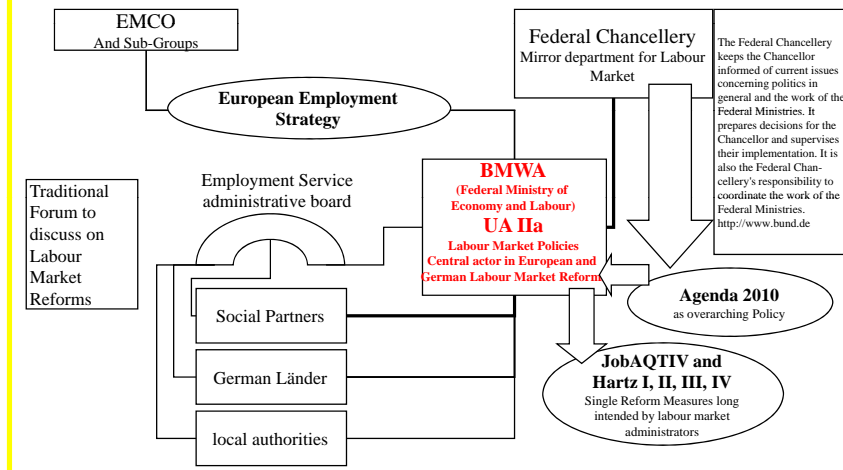 EMCO
And Sub-Groups
Federal Chancellery
Mirror department for Labour
Market
The Federal Chancellery
keeps the Chancellor
informed of current issues
concerning politics in
general and the work of the
Federal Ministries. It
prepares decisions for the
Chancellor and supervises
their implementation. It is
also the Federal Chan-
cellery's responsibility to
coordinate the work of the
Federal Ministries.
http://www.bund.de
European Employment
Strategy
Traditional
Forum to
discuss on
Labour
Market
Reforms
Employment Service
administrative board
BMWA
(Federal Ministry of
Economy and Labour)
UA IIa
Labour Market Policies
Central actor in European and
German Labour Market Reform
Social Partners
German Länder
local authorities
Agenda 2010
as overarching Policy
JobAQTIV and
Hartz I, II, III, IV
Single Reform Measures long
intended by labour market
administrators